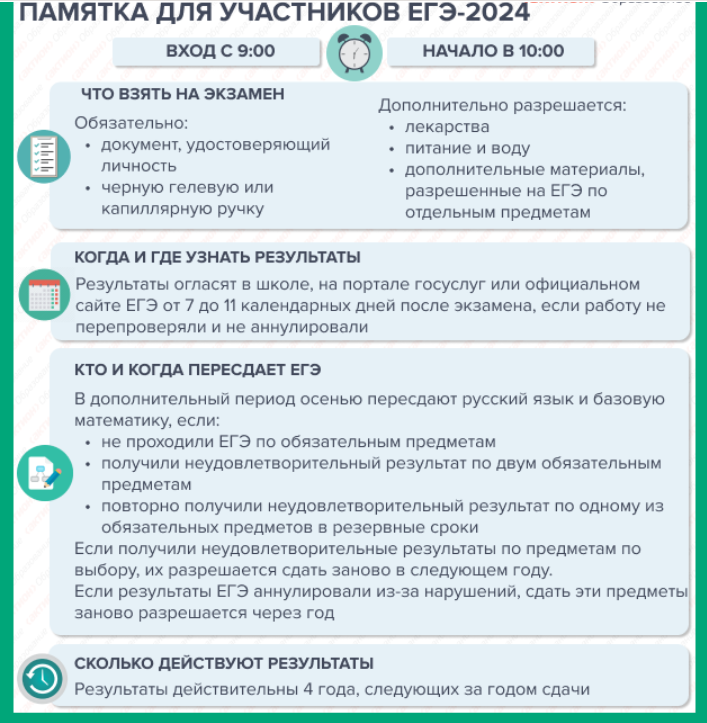 ПАМЯТКА ДЛЯ УЧАСТНИКОВ ЕГЭ-2024
ВХОД С 9:00
НАЧАЛО В 10:00
ЧТО ВЗЯТЬ НА ЭКЗАМЕН
Обязательно:
• документ, удостоверяющий
личность
• черную гелевую или
капиллярную ручку
Дополнительно разрешается:
• лекарства
• питание и воду
• дополнительные материалы,
разрешенные на ЕГЭ по
отдельным предметам
КОГДА И ГДЕ УЗНАТЬ РЕЗУЛЬТАТЫ
Результаты огласят в школе, на портале госуслуг или официальном
сайте ЕГЭ от 7 до 11 календарных дней после экзамена, если работу не
перепроверяли и не аннулировали
КТО И КОГДА ПЕРЕСДАЕТ ЕГЭ
В дополнительный период осенью пересдают русский язык и базовую
математику, если:
• не проходили ЕГЭ по обязательным предметам
• получили неудовлетворительный результат по двум обязательным
предметам
• повторно получили неудовлетворительный результат по одному из
обязательных предметов в резервные сроки
Если получили неудовлетворительные результаты по предметам по
выбору, их разрешается сдать заново в следующем году.
Если результаты ЕГЭ аннулировали из-за нарушений, сдать эти предметы
заново разрешается через год
СКОЛЬКО ДЕЙСТВУЮТ РЕЗУЛЬТАТЫ
Результаты действительны 4 года, следующих за годом сдачи